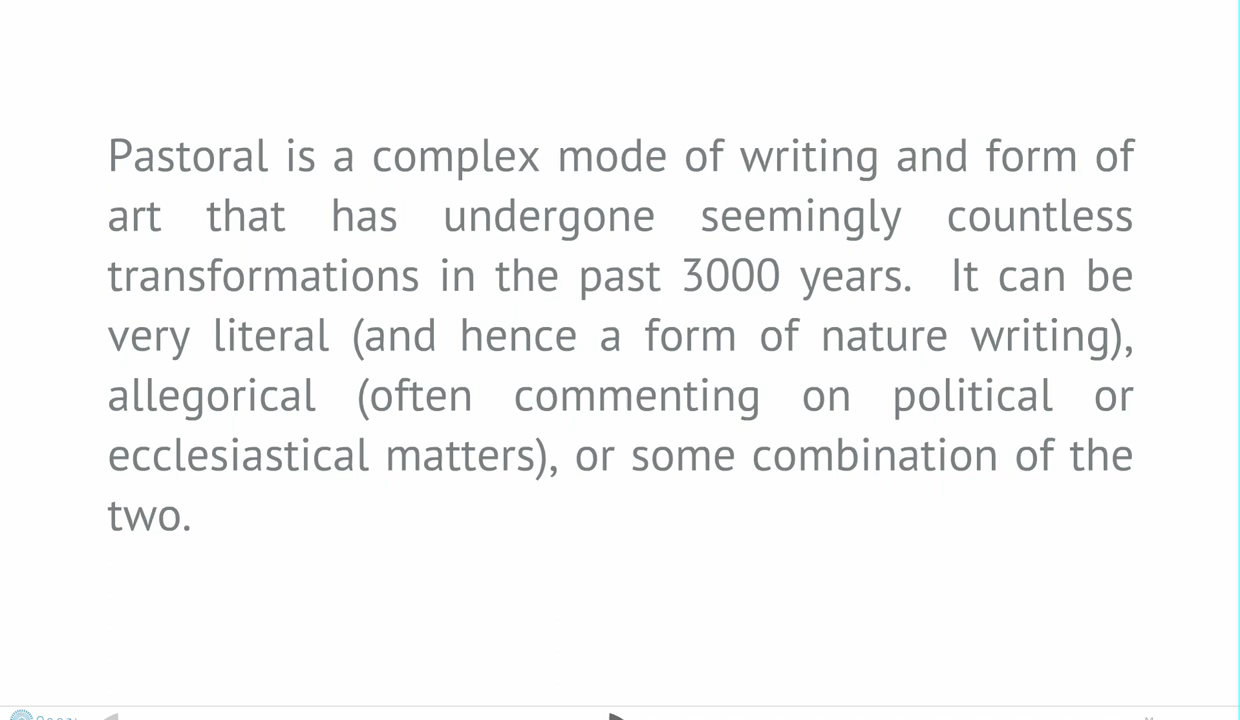 Pastoral is a complex mode of writing and form of
art that has undergone seemingly countless
transformations in the past 3000 years.  It can be
very literal (and hence a form of nature writing),
allegorical (often commenting on political or
ecclesiastical matters), or some combination of the
two.